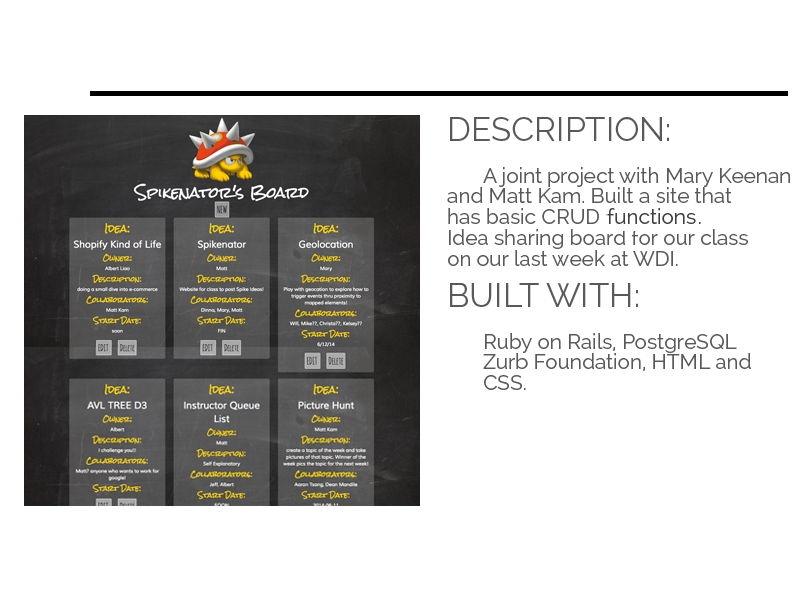 SPIKENATOR'S BOARD
NEW
IDEA:
Shopify Kind of Life
OWNER:
Albert Liao
DESCRIPTION:
doing a small dive into e-commerce
COLLABORATORS:
Matt Kam
START DATE:
soon
EDIT DELETE
IDEA:
Spikenator
OWNER:
Matt
DESCRIPTION:
Website for class to post Spike Ideas!
COLLABORATORS:
Dinna, Mary, Matt
START DATE:
FIN
EDIT DELETE
IDEA:
Geolocation
OWNER:
Mary
DESCRIPTION:
Play with geocation to explore how to
trigger events thru proximity to
mapped elements!
COLLABORATORS:
Will, Mike??, Christo??, Kelsey??
START DATE:
6/12/14
EDIT DELETE
IDEA:
AVL TREE D3
OWNER:
Albert
DESCRIPTION:
I challenge you!!
COLLABORATORS:
Matt? anyone who wants to work for
google!
START DATE:
EDIT DELETE
IDEA:
Instructor Queue
List
OWNER:
Matt
DESCRIPTION:
Self Explanatory
COLLABORATORS:
Jeff, Albert
START DATE:
SOON
IDEA:
Picture Hunt
OWNER:
Matt Kam
DESCRIPTION:
create a topic of the week and take
pictures of that topic. Winner of the
week pics the topic for the next week!
COLLABORATORS:
Aaron Tsang, Dean Mandile
START DATE:
2014-06-11
DESCRIPTION:
A joint project with Mary Keenan
and Matt Kam. Built a site that
has basic CRUD functions.
Idea sharing board for our class
on our last week at WDI.
BUILT WITH:
Ruby on Rails, PostgreSQL
Zurb Foundation, HTML and
CSS.